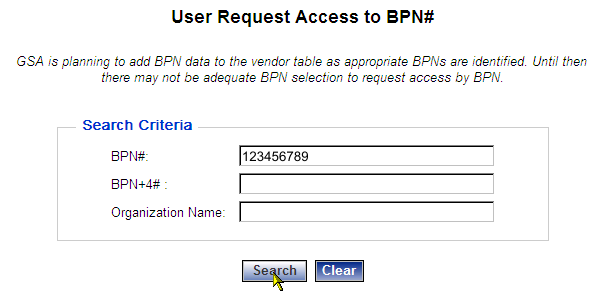 User Request Access to BPN#
GSA is planning to add BPN data to the vendor table as appropriate BPNs are identified. Until then
there may not be adequate BPN selection to request access by BPN.
Search Criteria
BPN#: 123456789
BPN+4# :
Organization Name:
Search Clear